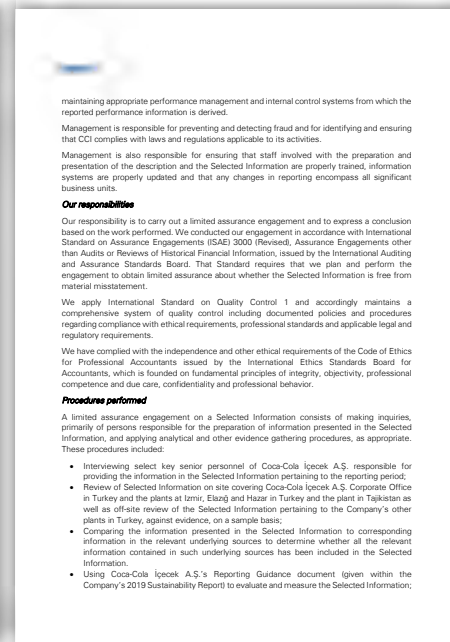 maintaining appropriate performance management and internal control systems from which the
reported performance information is derived.
Management is responsible for preventing and detecting fraud and for identifying and ensuring
that CCI complies with laws and regulations applicable to its activities.
Management is also responsible for ensuring that staff involved with the preparation and
presentation of the description and the Selected Information are properly trained, information
systems are properly updated and that any changes in reporting encompass all significant
business units.
Our responsibilities
Our responsibility is to carry out a limited assurance engagement and to express a conclusion
based on the work performed. We conducted our engagement in accordance with International
Standard on Assurance Engagements (ISAE) 3000 (Revised), Assurance Engagements other
than Audits or Reviews of Historical Financial Information, issued by the International Auditing
and Assurance Standards Board. That Standard requires that we plan and perform the
engagement to obtain limited assurance about whether the Selected Information is free from
material misstatement.
We apply International Standard on Quality Control 1 and accordingly maintains a
comprehensive system of quality control including documented policies and procedures
regarding compliance with ethical requirements, professional standards and applicable legal and
regulatory requirements.
We have complied with the independence and other ethical requirements of the Code of Ethics
for Professional Accountants issued by the International Ethics Standards Board for
Accountants, which is founded on fundamental principles of integrity, objectivity, professional
competence and due care, confidentiality and professional behavior.
Procedures performed
A limited assurance engagement on a Selected Information consists of making inquiries,
primarily of persons responsible for the preparation of information presented in the Selected
Information, and applying analytical and other evidence gathering procedures, as appropriate.
These procedures included:
• Interviewing select key senior personnel of Coca-Cola İçecek A.Ş. responsible for
providing the information in the Selected Information pertaining to the reporting period;
• Review of Selected Information on site covering Coca-Cola İçecek A.Ş. Corporate Office
in Turkey and the plants at Izmir, Elazığ and Hazar in Turkey and the plant in Tajikistan as
well as off-site review of the Selected Information pertaining to the Company's other
plants in Turkey, against evidence, on a sample basis;
• Comparing the information presented in the Selected Information to corresponding
information in the relevant underlying sources to determine whether all the relevant
information contained in such underlying sources has been included in the Selected
Information.
• Using Coca-Cola İçecek A.Ş.'s Reporting Guidance document (given within the
Company's 2019 Sustainability Report) to evaluate and measure the Selected Information;